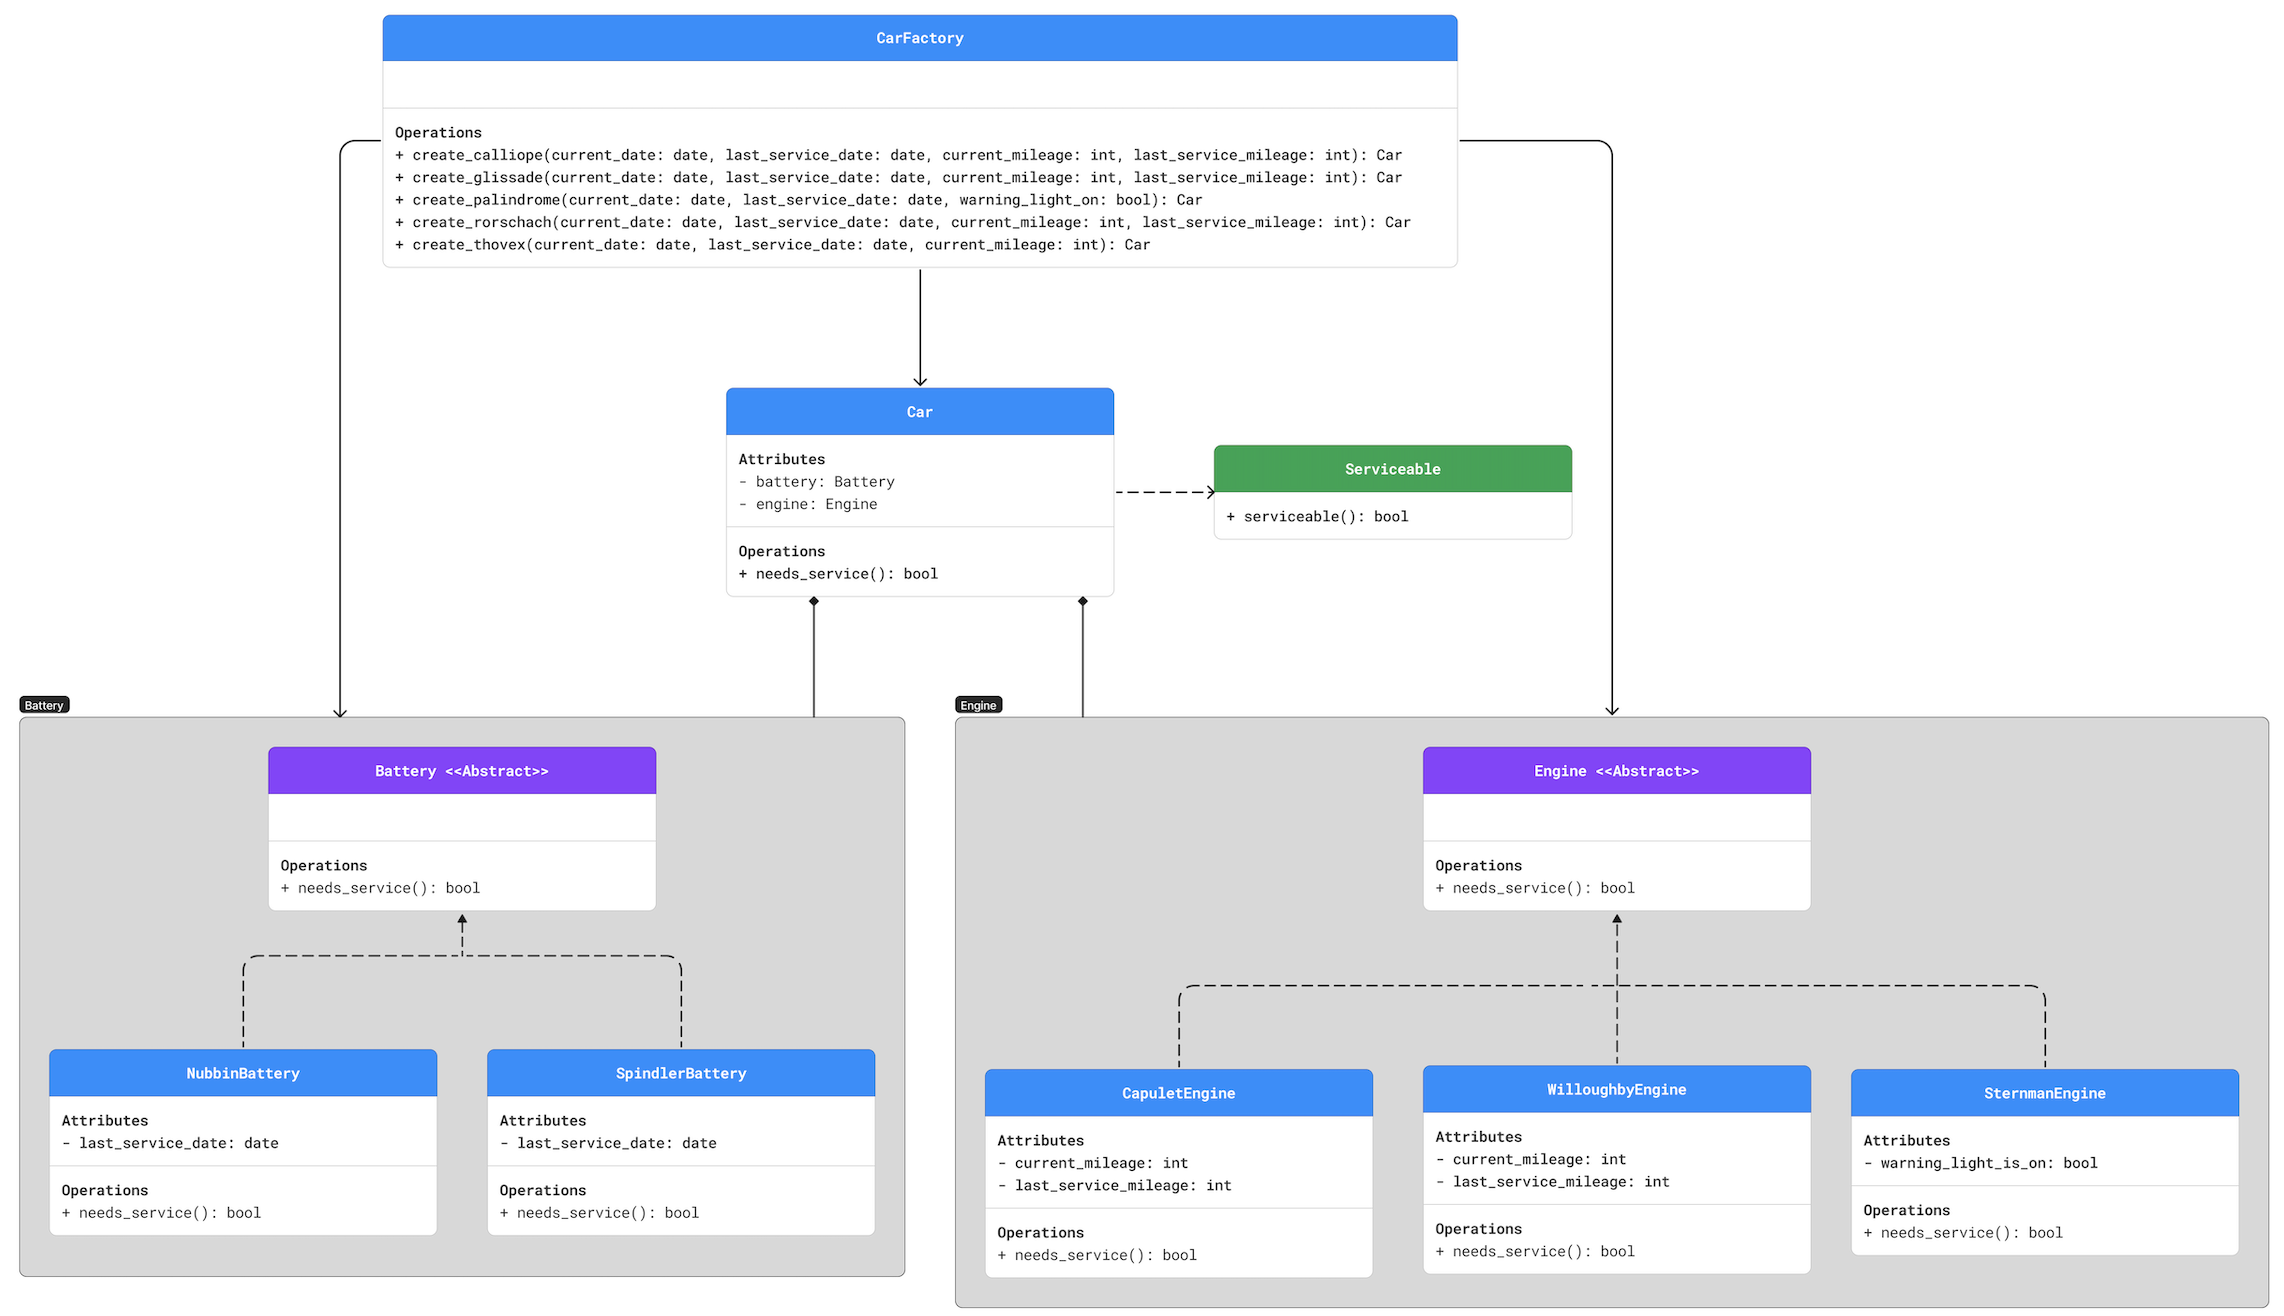 CarFactory
Operations
+ create_calliope(current_date: date, last_service_date: date, current_mileage: int, last_service_mileage: int): Car
+ create_glissade(current_date: date, last_service_date: date, current_mileage: int, last_service_mileage: int): Car
+ create_palindrome(current_date: date, last_service_date: date, warning_light_on: bool): Car
+ create_rorschach(current_date: date, last_service_date: date, current_mileage: int, last_service_mileage: int): Car
+ create_thovex(current_date: date, last_service_date: date, current_mileage: int): Car
Car
Attributes
- battery: Battery
- engine: Engine
Operations
+ needs_service(): bool
Serviceable
+ serviceable(): bool
Battery
Battery <<Abstract>>
Operations
+ needs_service(): bool
NubbinBattery
Attributes
- last_service_date: date
Operations
+ needs_service(): bool
SpindlerBattery
Attributes
- last_service_date: date
Operations
+ needs_service(): bool
Engine
Engine <<Abstract>>
Operations
+ needs_service(): bool
CapuletEngine
Attributes
- current_mileage: int
- last_service_mileage: int
Operations
+ needs_service(): bool
WilloughbyEngine
Attributes
- current_mileage: int
- last_service_mileage: int
Operations
+ needs_service(): bool
SternmanEngine
Attributes
- warning_light_is_on: bool
Operations
+ needs_service(): bool